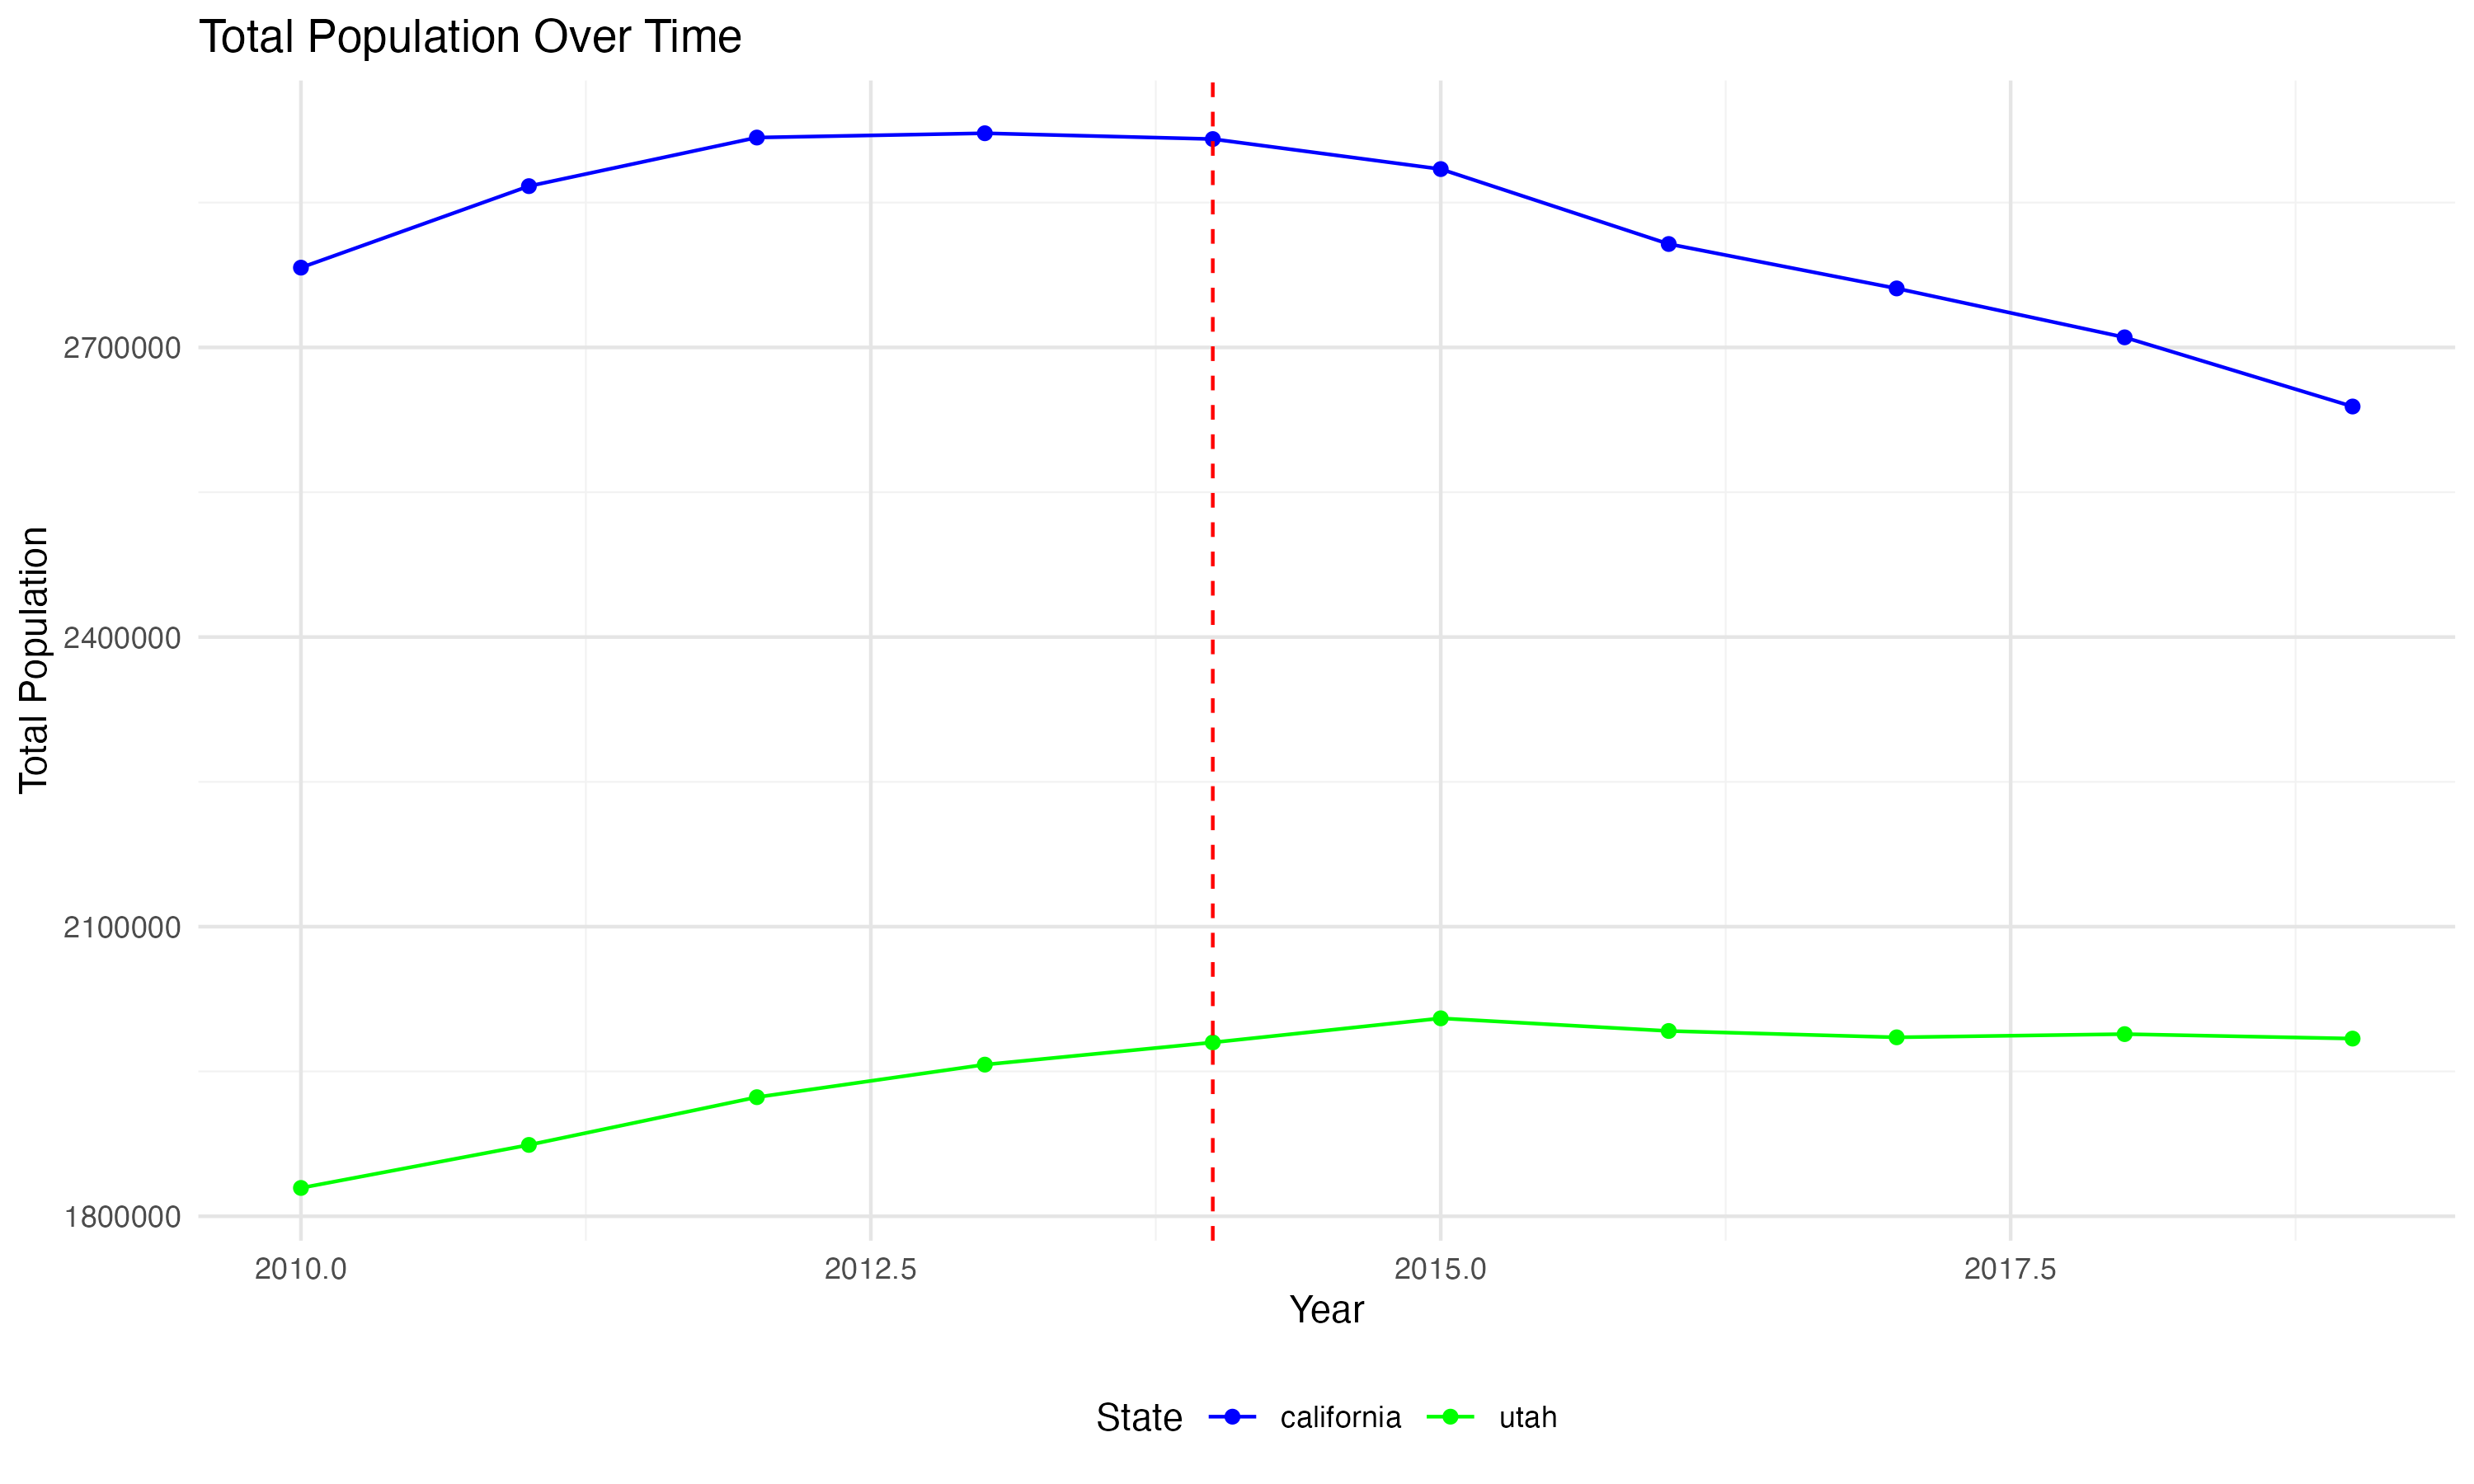 Total Population Over Time
Total Population
2700000
2400000
2100000
1800000
2010.0 2012.5 2015.0 2017.5
Year
State california utah